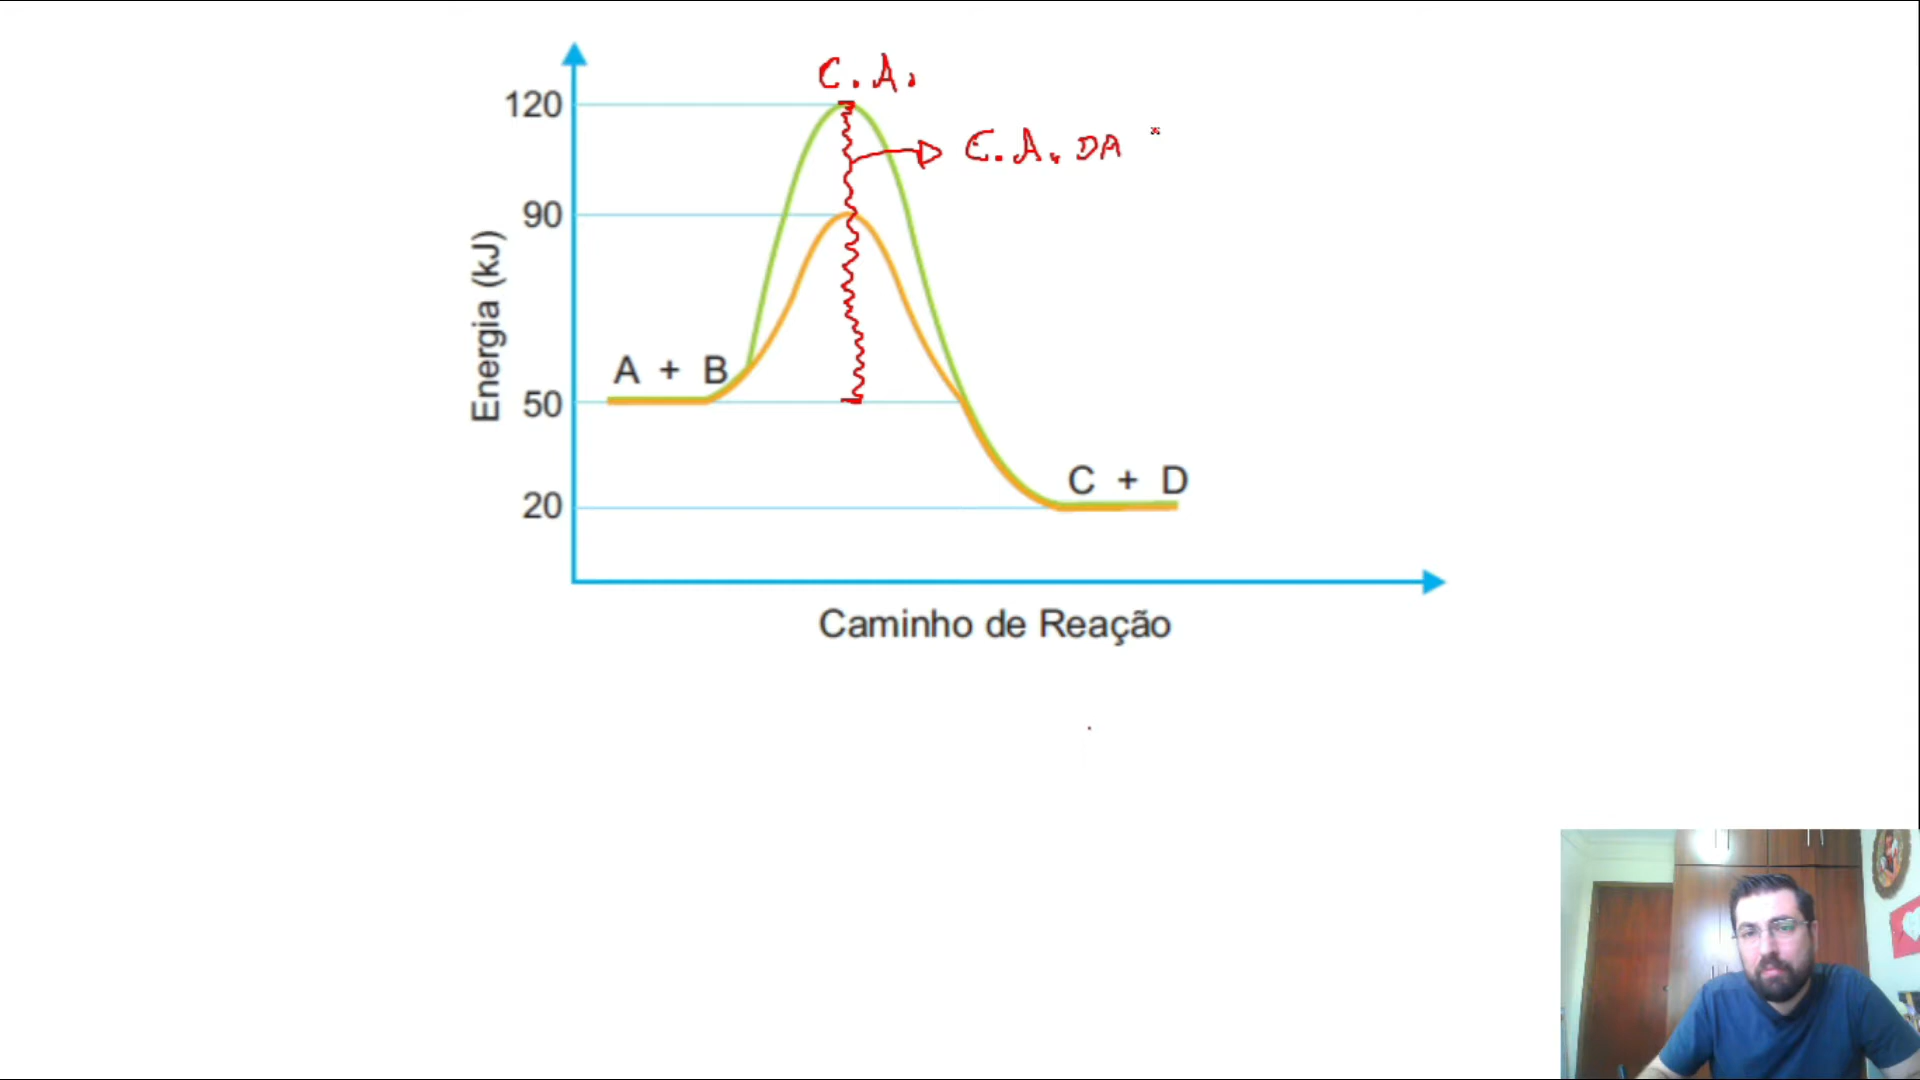 C.A.
120
C.A. DA
90
Energia (kJ)
A + B
50
C + D
20
Caminho de Reação